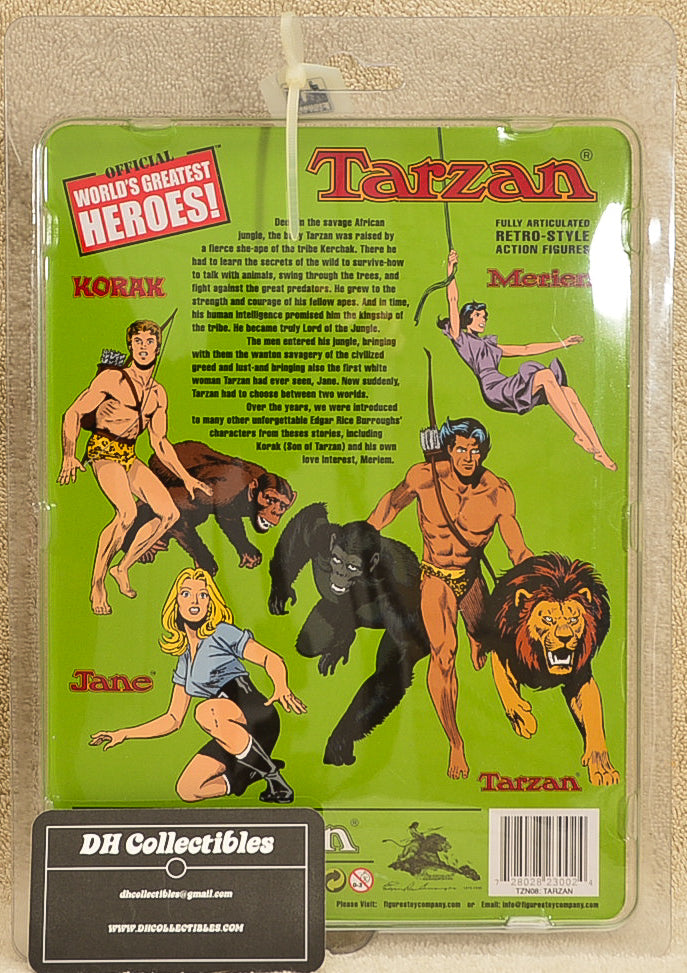 OFFICIAL
WORLD'S GREATEST
HEROES!™
Tarzan®
FULLY ARTICULATED
RETRO-STYLE
ACTION FIGURES
KORAK
Meriem
Deep in the savage African
jungle, the baby Tarzan was raised by
a fierce she-ape of the tribe Kerchak. There he
had to learn the secrets of the wild to survive-how
to talk with animals, swing through the trees, and
fight against the great predators. He grew to the
strength and courage of his fellow apes. And in time,
his human intelligence promised him the kingship of
the tribe. He became truly Lord of the Jungle.
The men entered his jungle, bringing
with them the wanton savagery of the civilized
greed and lust-and bringing also the first white
woman Tarzan had ever seen, Jane. Now suddenly,
Tarzan had to choose between two worlds.
Over the years, we were introduced
to many other unforgettable Edgar Rice Burroughs'
characters from theses stories, including
Korak (Son of Tarzan) and his own
love interest, Meriem.
Jane™
Tarzan®
n®
0-3
7 28028 23002 4
TZN08: TARZAN
Please Visit: figurestoycompany.com or Email: info@figurestoycompany.com
DH Collectibles
dhcollectibles@gmail.com
WWW.DHCOLLECTIBLES.COM